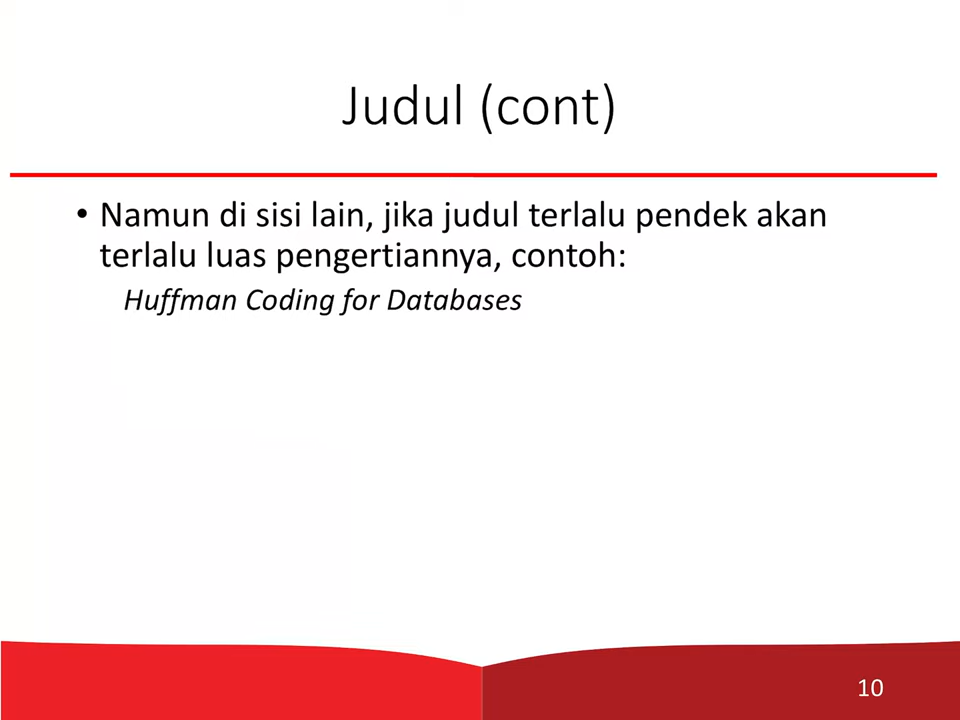 Judul (cont)
• Namun di sisi lain, jika judul terlalu pendek akan
terlalu luas pengertiannya, contoh:
Huffman Coding for Databases
10